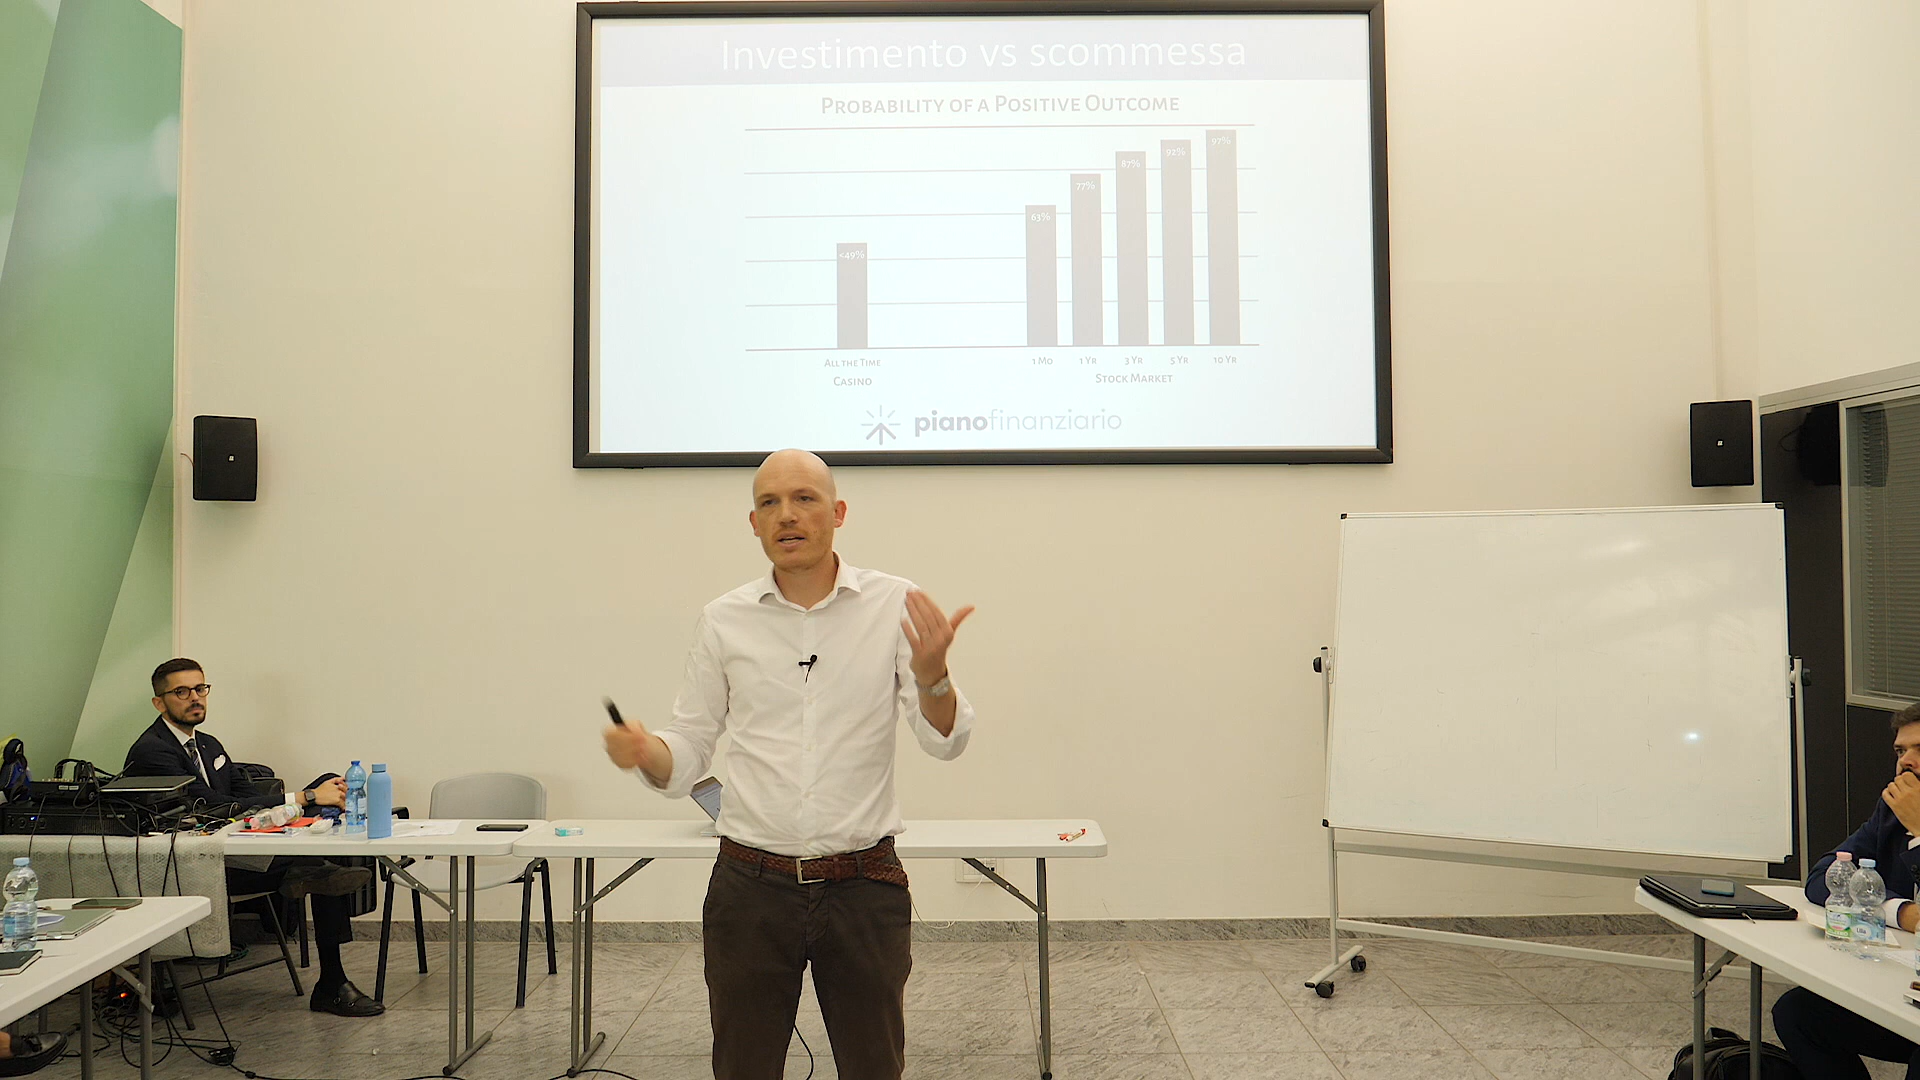 Investimento vs scommessa
Probability of a Positive Outcome
<49%
63%
77%
87%
92%
97%
All the Time
1 Mo
1 Yr
3 Yr
5 Yr
10 Yr
Casino
Stock Market
pianofinanziario